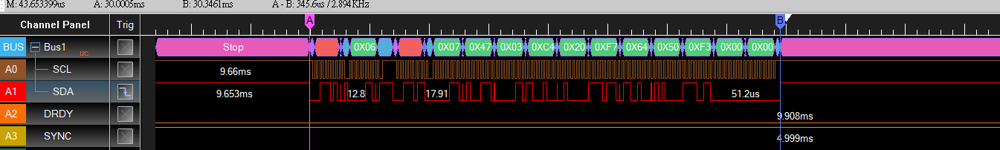 M: 43.653399us A: 30.0005ms B: 30.3461ms A - B: 345.6us / 2.894KHz
Channel Panel Trig A B
BUS Bus1 I2C Stop 0X06 0X07 0X47 0X03 0XC4 0X20 0XF7 0X64 0X50 0XF3 0X00 0X00
A0 SCL 9.66ms
A1 SDA 9.653ms 12.8 17.91 51.2us
A2 DRDY 9.908ms
A3 SYNC 4.999ms